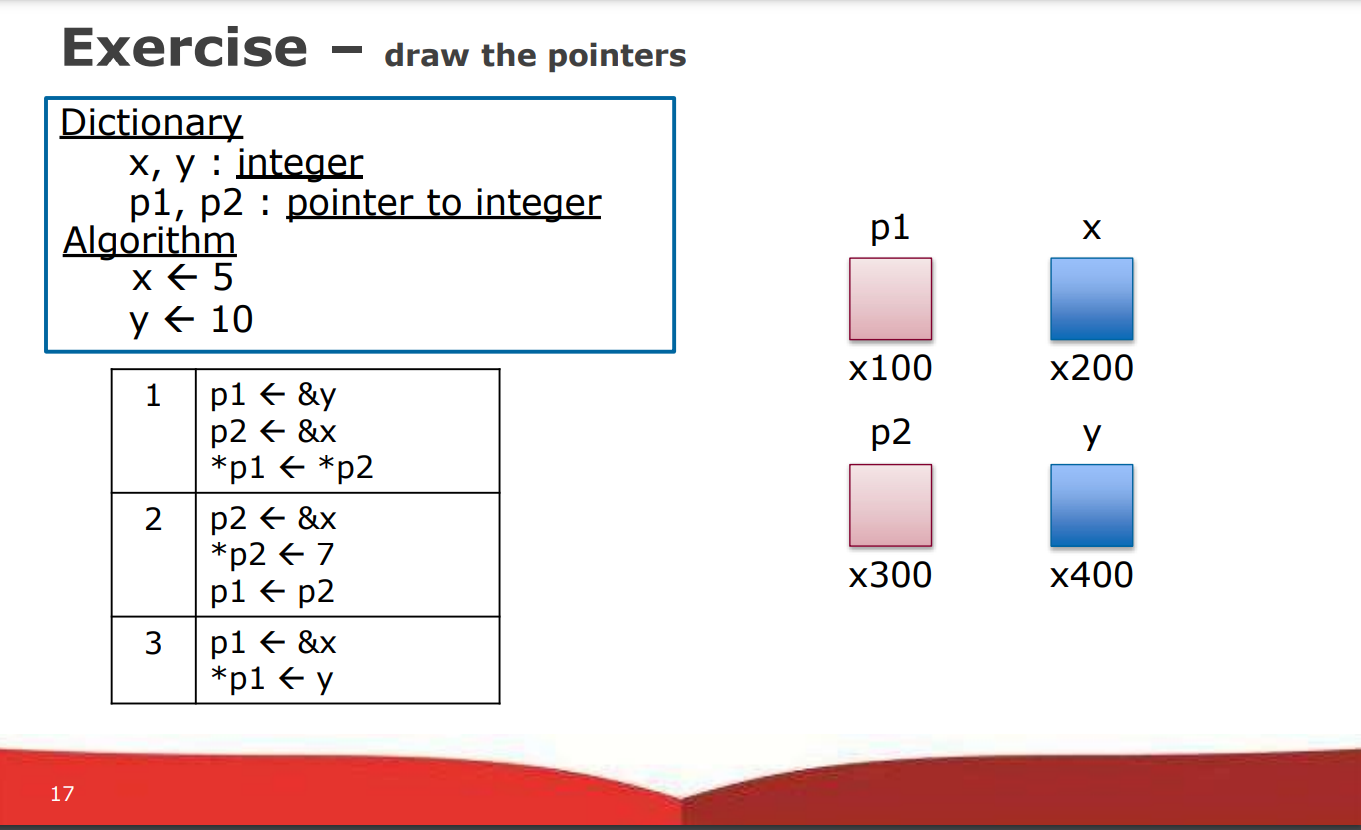 Exercise – draw the pointers
Dictionary
x, y : integer
p1, p2 : pointer to integer
Algorithm
x ← 5
y ← 10
1
p1 ← &y
p2 ← &x
*p1 ← *p2
2
p2 ← &x
*p2 ← 7
p1 ← p2
3
p1 ← &x
*p1 ← y
p1 x
x100 x200
p2 y
x300 x400
17